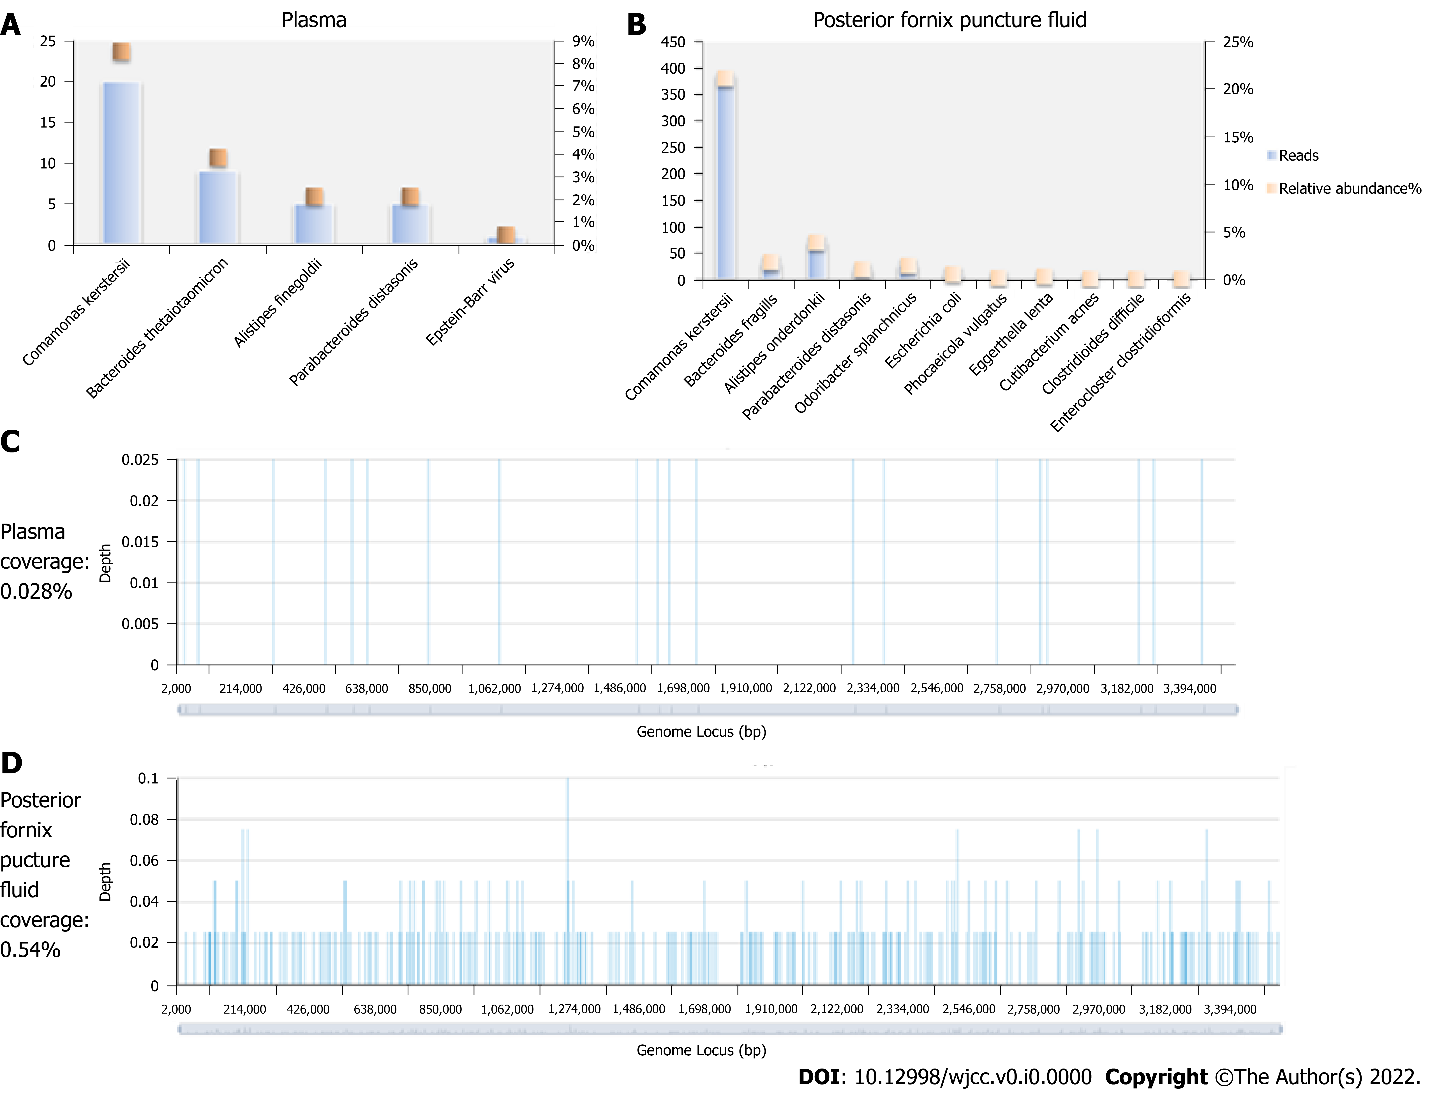 A
Plasma
25
20
15
10
5
0
9%
8%
7%
6%
5%
4%
3%
2%
1%
0%
Comamonas kerstersii
Bacteroides thetaiotaomicron
Alistipes finegoldii
Parabacteroides distasonis
Epstein-Barr virus
B
Posterior fornix puncture fluid
450
400
350
300
250
200
150
100
50
0
25%
20%
15%
10%
5%
0%
Reads
Relative abundance%
Comamonas kerstersii
Bacteroides fragilis
Alistipes onderdonkii
Parabacteroides distasonis
Odoribacter splanchnicus
Escherichia coli
Phocaeicola vulgatus
Eggerthella lenta
Cutibacterium acnes
Clostridioides difficile
Enterocloster clostridioformis
C
Plasma
coverage:
0.028%
Depth
0.025
0.02
0.015
0.01
0.005
0
2,000 214,000 426,000 638,000 850,000 1,062,000 1,274,000 1,486,000 1,698,000 1,910,000 2,122,000 2,334,000 2,546,000 2,758,000 2,970,000 3,182,000 3,394,000
Genome Locus (bp)
D
Posterior
fornix
pucture
fluid
coverage:
0.54%
Depth
0.1
0.08
0.06
0.04
0.02
0
2,000 214,000 426,000 638,000 850,000 1,062,000 1,274,000 1,486,000 1,698,000 1,910,000 2,122,000 2,334,000 2,546,000 2,758,000 2,970,000 3,182,000 3,394,000
Genome Locus (bp)
DOI: 10.12998/wjcc.v0.i0.0000 Copyright ©The Author(s) 2022.